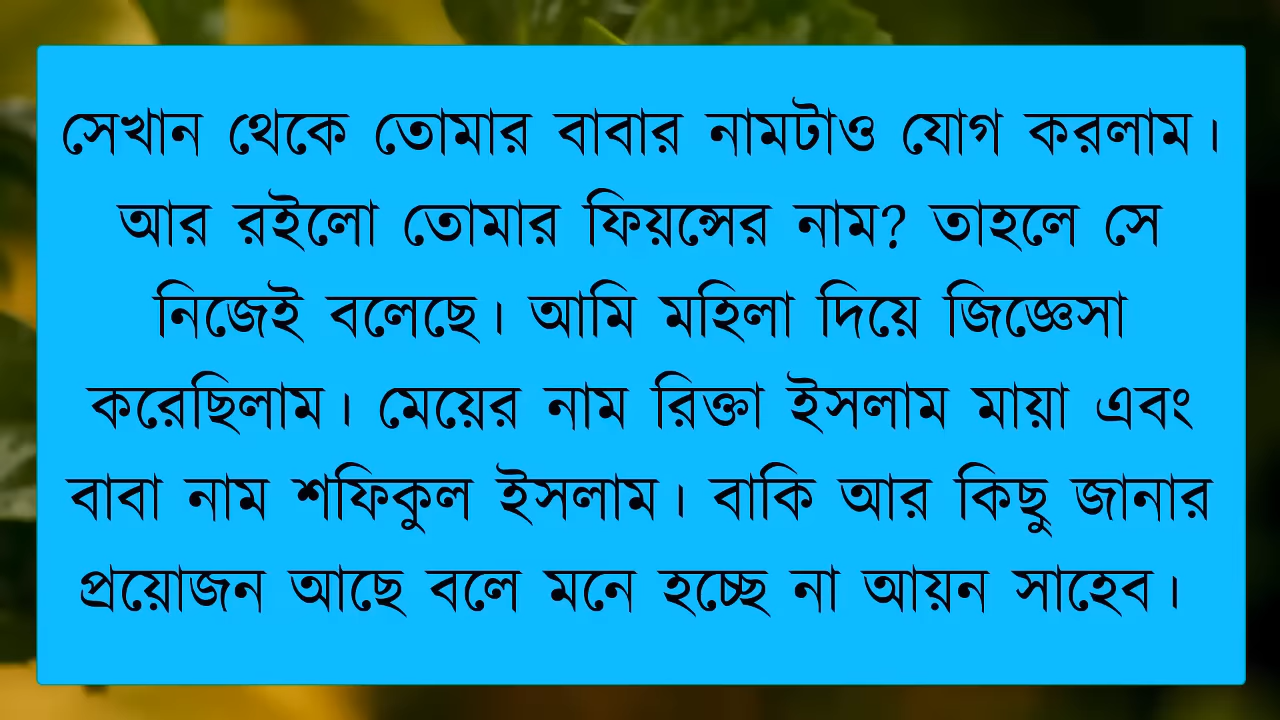 সেখান থেকে তোমার বাবার নামটাও যোগ করলাম।
আর রইলো তোমার ফিয়ন্সের নাম? তাহলে সে
নিজেই বলেছে। আমি মহিলা দিয়ে জিজ্ঞেসা
করেছিলাম। মেয়ের নাম রিক্তা ইসলাম মায়া এবং
বাবা নাম শফিকুল ইসলাম। বাকি আর কিছু জানার
প্রয়োজন আছে বলে মনে হচ্ছে না আয়ন সাহেব।